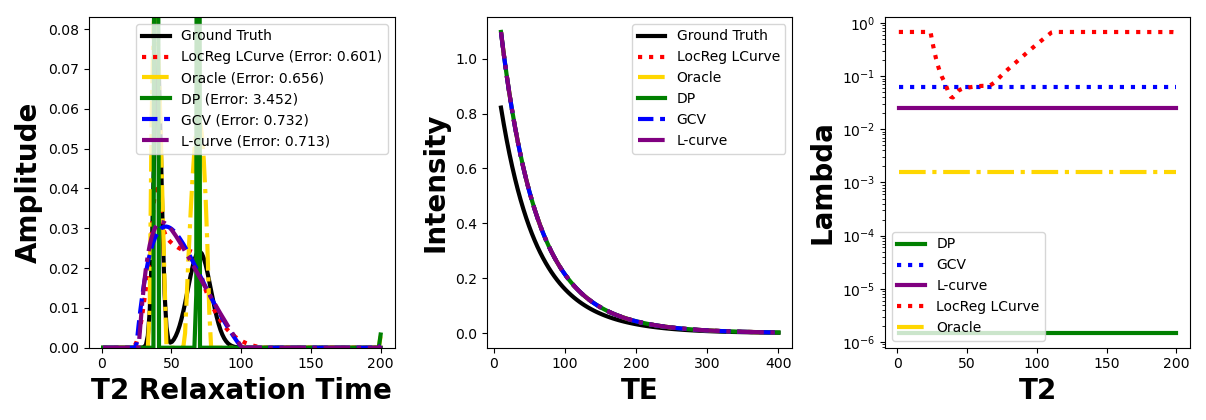 Amplitude
0.08
0.07
0.06
0.05
0.04
0.03
0.02
0.01
0.00
0 50 100 150 200
T2 Relaxation Time
Ground Truth
LocReg LCurve (Error: 0.601)
Oracle (Error: 0.656)
DP (Error: 3.452)
GCV (Error: 0.732)
L-curve (Error: 0.713)
Intensity
1.0
0.8
0.6
0.4
0.2
0.0
0 100 200 300 400
TE
Ground Truth
LocReg LCurve
Oracle
DP
GCV
L-curve
Lambda
10⁰
10⁻¹
10⁻²
10⁻³
10⁻⁴
10⁻⁵
10⁻⁶
0 50 100 150 200
T2
DP
GCV
L-curve
LocReg LCurve
Oracle